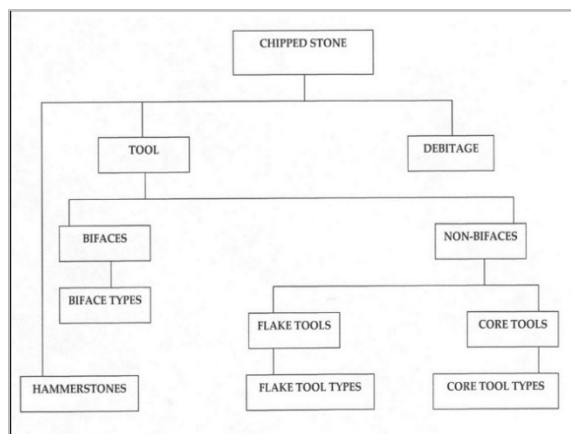 CHIPPED STONE
TOOL
DEBITAGE
BIFACES
NON-BIFACES
BIFACE TYPES
FLAKE TOOLS
CORE TOOLS
HAMMERSTONES
FLAKE TOOL TYPES
CORE TOOL TYPES